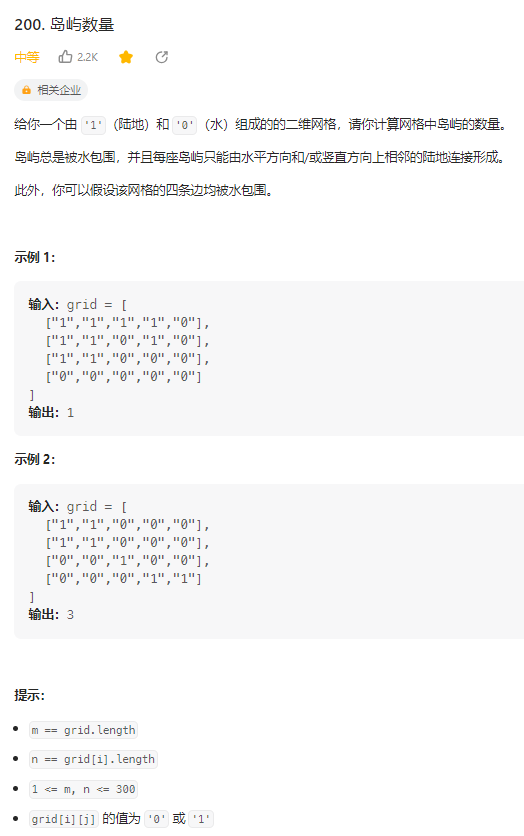 200. 岛屿数量
中等 2.2K
相关企业
给你一个由 '1'（陆地）和 '0'（水）组成的的二维网格，请你计算网格中岛屿的数量。
岛屿总是被水包围，并且每座岛屿只能由水平方向和/或竖直方向上相邻的陆地连接形成。
此外，你可以假设该网格的四条边均被水包围。
示例 1：
输入：grid = [
["1","1","1","1","0"],
["1","1","0","1","0"],
["1","1","0","0","0"],
["0","0","0","0","0"]
]
输出：1
示例 2：
输入：grid = [
["1","1","0","0","0"],
["1","1","0","0","0"],
["0","0","1","0","0"],
["0","0","0","1","1"]
]
输出：3
提示：
m == grid.length
n == grid[i].length
1 <= m, n <= 300
grid[i][j] 的值为 '0' 或 '1'